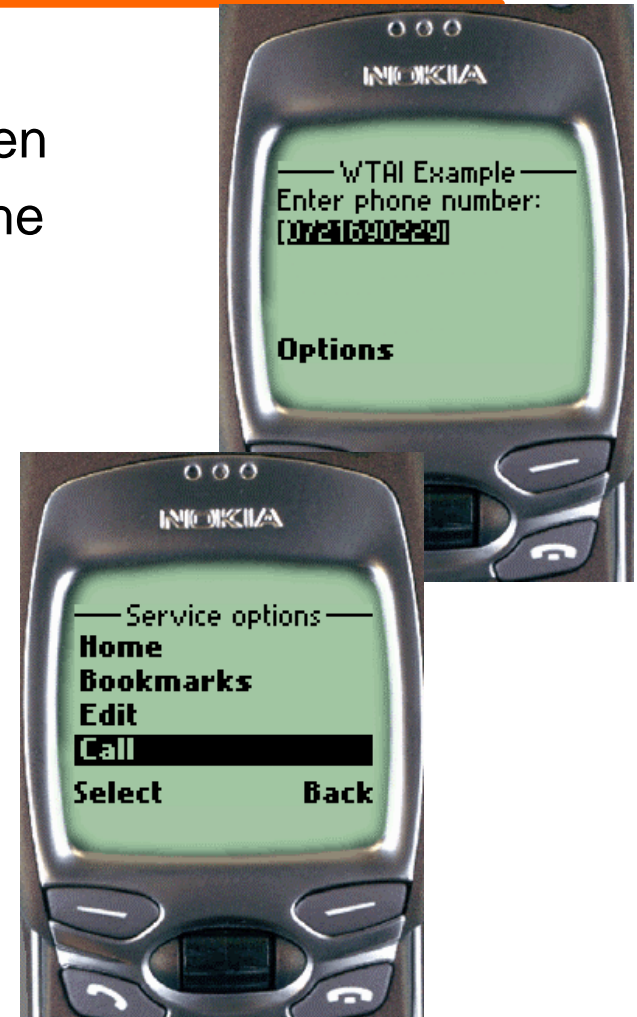 en
ne
NOKIA
WTAI Example
Enter phone number:
[0721690229]
Options
NOKIA
Service options
Home
Bookmarks
Edit
Call
Select Back